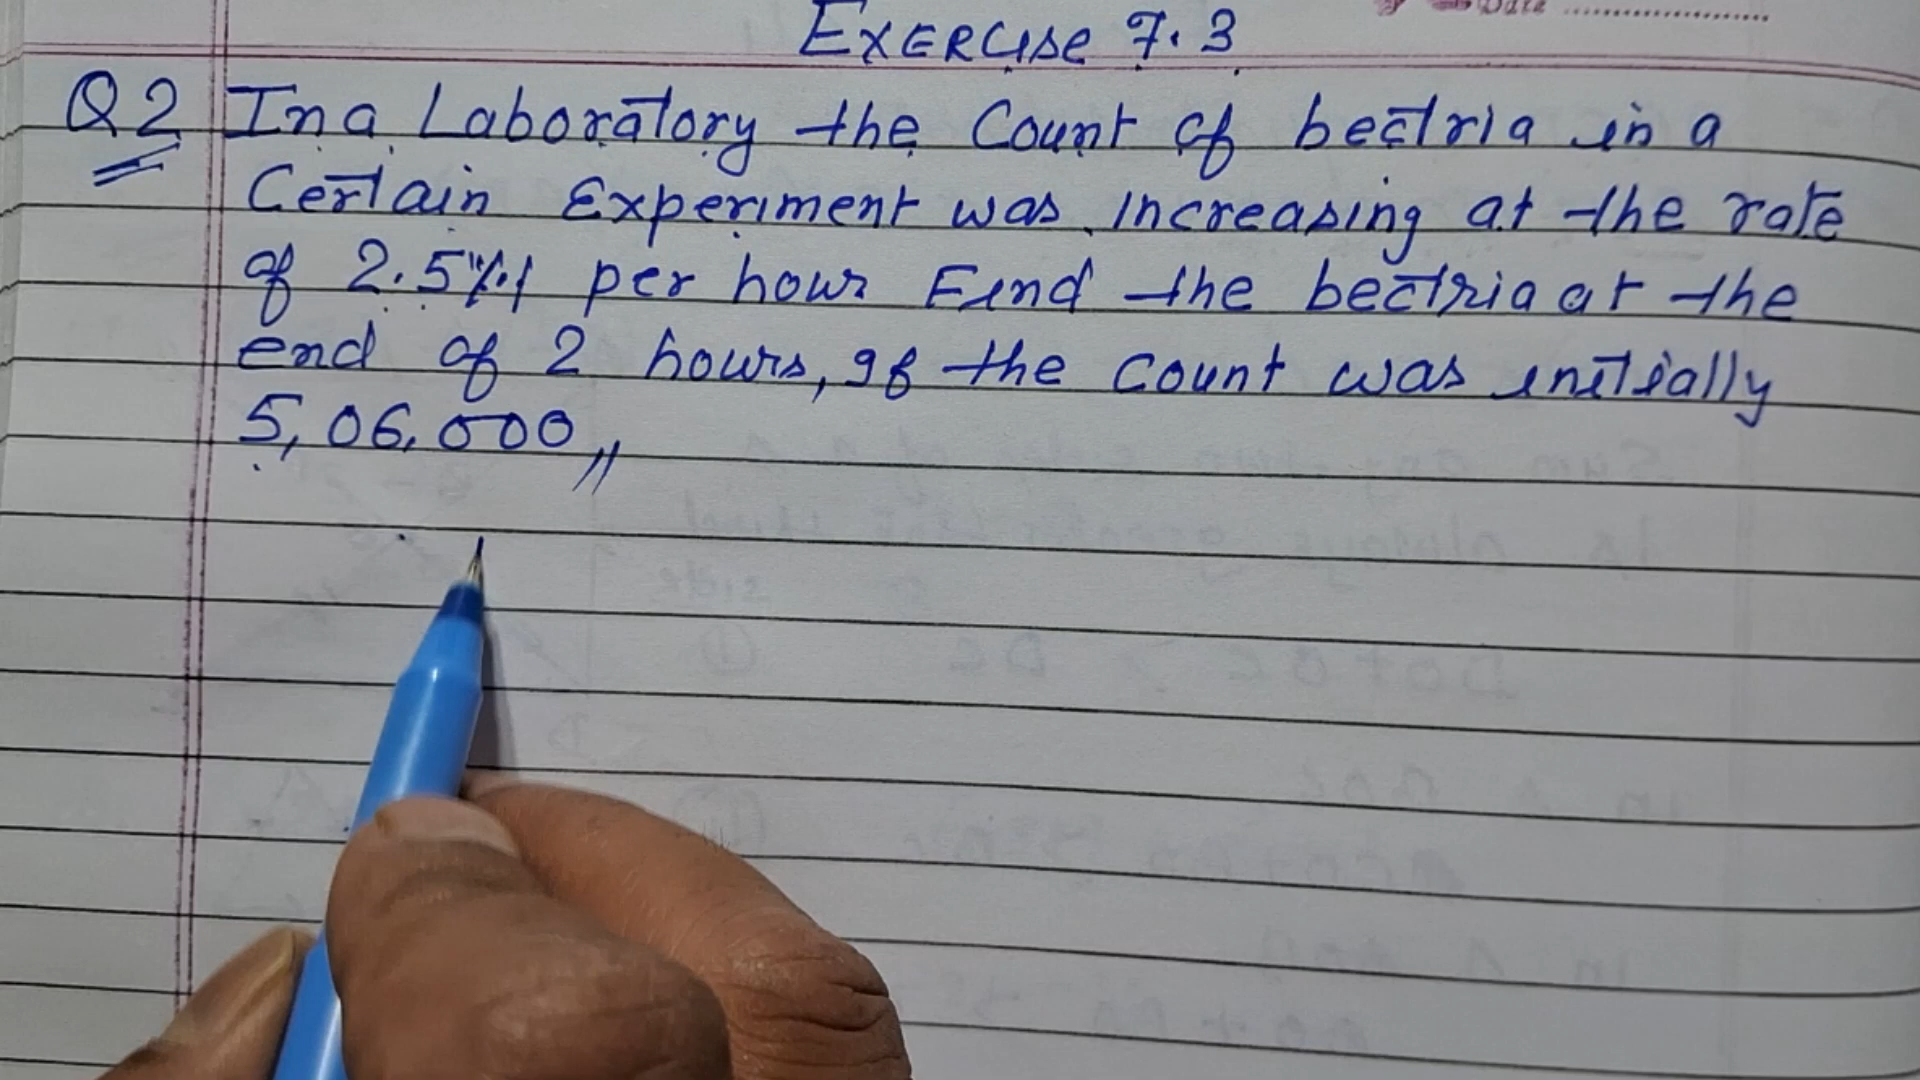 Date
Exercise 7.3
Q2 In a Laboratory the Count of bectria in a
Certain Experiment was increasing at the rate
of 2.5% per hour Find the bectria at the
end of 2 hours, If the count was initially
5,06,000